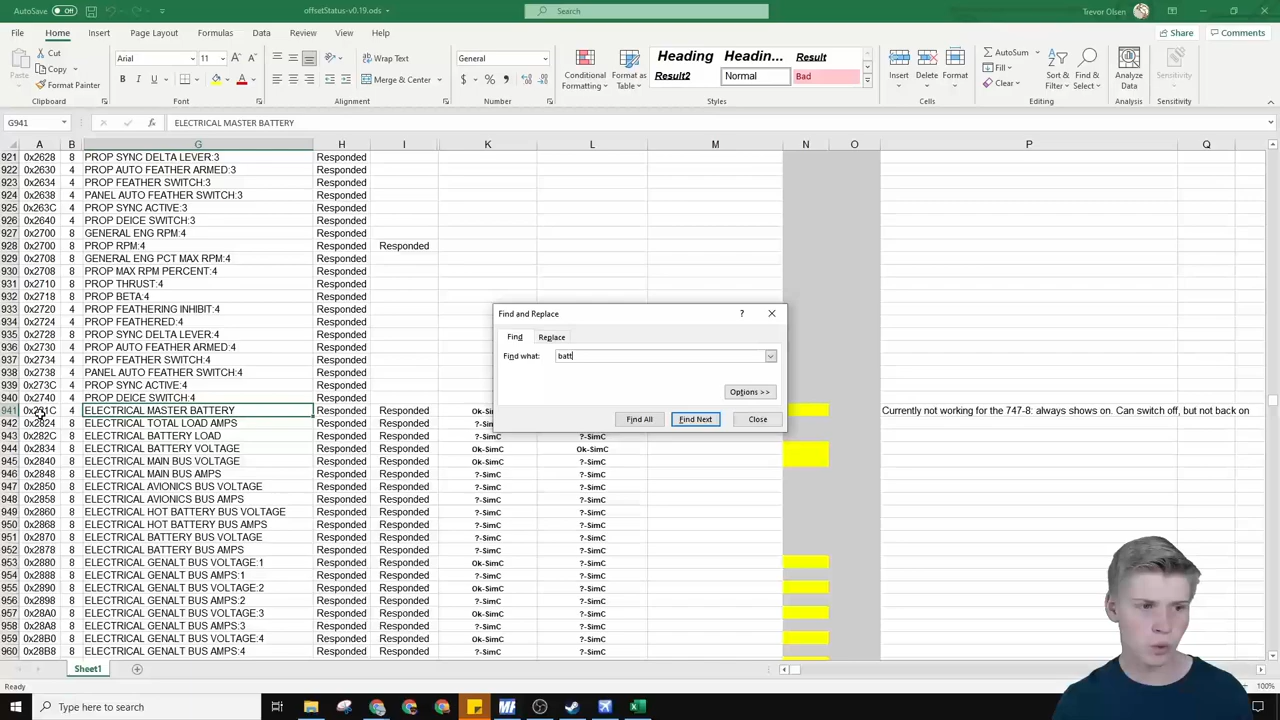 AutoSave Off offsetStatus-v0.19.ods Search Trevor Olsen
File Home Insert Page Layout Formulas Data Review View Help Share Comments
Cut
Copy
Format Painter
Paste
Clipboard
Arial 11
Font
Wrap Text
Merge & Center
Alignment
General
Number
Conditional Formatting
Format as Table
Heading Headin... Result
Result2 Normal Bad
Styles
Insert Delete Format
Cells
AutoSum
Fill
Clear
Sort & Filter
Find & Select
Editing
Analyze Data
Analysis
Sensitivity
Sensitivity
G941 ELECTRICAL MASTER BATTERY
A B G H I K L M N O P Q
921 0x2628 8 PROP SYNC DELTA LEVER:3 Responded
922 0x2630 4 PROP AUTO FEATHER ARMED:3 Responded
923 0x2634 4 PROP FEATHER SWITCH:3 Responded
924 0x2638 4 PANEL AUTO FEATHER SWITCH:3 Responded
925 0x263C 4 PROP SYNC ACTIVE:3 Responded
926 0x2640 4 PROP DEICE SWITCH:3 Responded
927 0x2700 8 GENERAL ENG RPM:4 Responded
928 0x2700 8 PROP RPM:4 Responded Responded
929 0x2708 8 GENERAL ENG PCT MAX RPM:4 Responded
930 0x2708 8 PROP MAX RPM PERCENT:4 Responded
931 0x2710 8 PROP THRUST:4 Responded
932 0x2718 8 PROP BETA:4 Responded
933 0x2720 4 PROP FEATHERING INHIBIT:4 Responded
934 0x2724 4 PROP FEATHERED:4 Responded
935 0x2728 8 PROP SYNC DELTA LEVER:4 Responded
936 0x2730 4 PROP AUTO FEATHER ARMED:4 Responded
937 0x2734 4 PROP FEATHER SWITCH:4 Responded
938 0x2738 4 PANEL AUTO FEATHER SWITCH:4 Responded
939 0x273C 4 PROP SYNC ACTIVE:4 Responded
940 0x2740 4 PROP DEICE SWITCH:4 Responded
941 4 ELECTRICAL MASTER BATTERY Responded Responded Ok-Sim Currently not working for the 747-8: always shows on. Can switch off, but not back on
942 0x2824 8 ELECTRICAL TOTAL LOAD AMPS Responded Responded
943 0x282C 8 ELECTRICAL BATTERY LOAD Responded Responded ?-SimC ?-SimC
944 0x2834 8 ELECTRICAL BATTERY VOLTAGE Responded Responded Ok-SimC Ok-SimC
945 0x2840 8 ELECTRICAL MAIN BUS VOLTAGE Responded Responded Ok-SimC ?-SimC
946 0x2848 8 ELECTRICAL MAIN BUS AMPS Responded Responded ?-SimC ?-SimC
947 0x2850 8 ELECTRICAL AVIONICS BUS VOLTAGE Responded Responded ?-SimC ?-SimC
948 0x2858 8 ELECTRICAL AVIONICS BUS AMPS Responded Responded ?-SimC ?-SimC
949 0x2860 8 ELECTRICAL HOT BATTERY BUS VOLTAGE Responded Responded ?-SimC ?-SimC
950 0x2868 8 ELECTRICAL HOT BATTERY BUS AMPS Responded Responded ?-SimC ?-SimC
951 0x2870 8 ELECTRICAL BATTERY BUS VOLTAGE Responded Responded ?-SimC ?-SimC
952 0x2878 8 ELECTRICAL BATTERY BUS AMPS Responded Responded ?-SimC ?-SimC
953 0x2880 8 ELECTRICAL GENALT BUS VOLTAGE:1 Responded Responded Ok-SimC ?-SimC
954 0x2888 8 ELECTRICAL GENALT BUS AMPS:1 Responded Responded ?-SimC ?-SimC
955 0x2890 8 ELECTRICAL GENALT BUS VOLTAGE:2 Responded Responded Ok-SimC ?-SimC
956 0x2898 8 ELECTRICAL GENALT BUS AMPS:2 Responded Responded ?-SimC ?-SimC
957 0x28A0 8 ELECTRICAL GENALT BUS VOLTAGE:3 Responded Responded Ok-SimC ?-SimC
958 0x28A8 8 ELECTRICAL GENALT BUS AMPS:3 Responded Responded ?-SimC ?-SimC
959 0x28B0 8 ELECTRICAL GENALT BUS VOLTAGE:4 Responded Responded Ok-SimC ?-SimC
960 0x28B8 8 ELECTRICAL GENALT BUS AMPS:4 Responded Responded ?-SimC ?-SimC
Find and Replace
Find Replace
Find what: batt
Options >>
Find All Find Next Close
Sheet1
Ready 100%
Type here to search